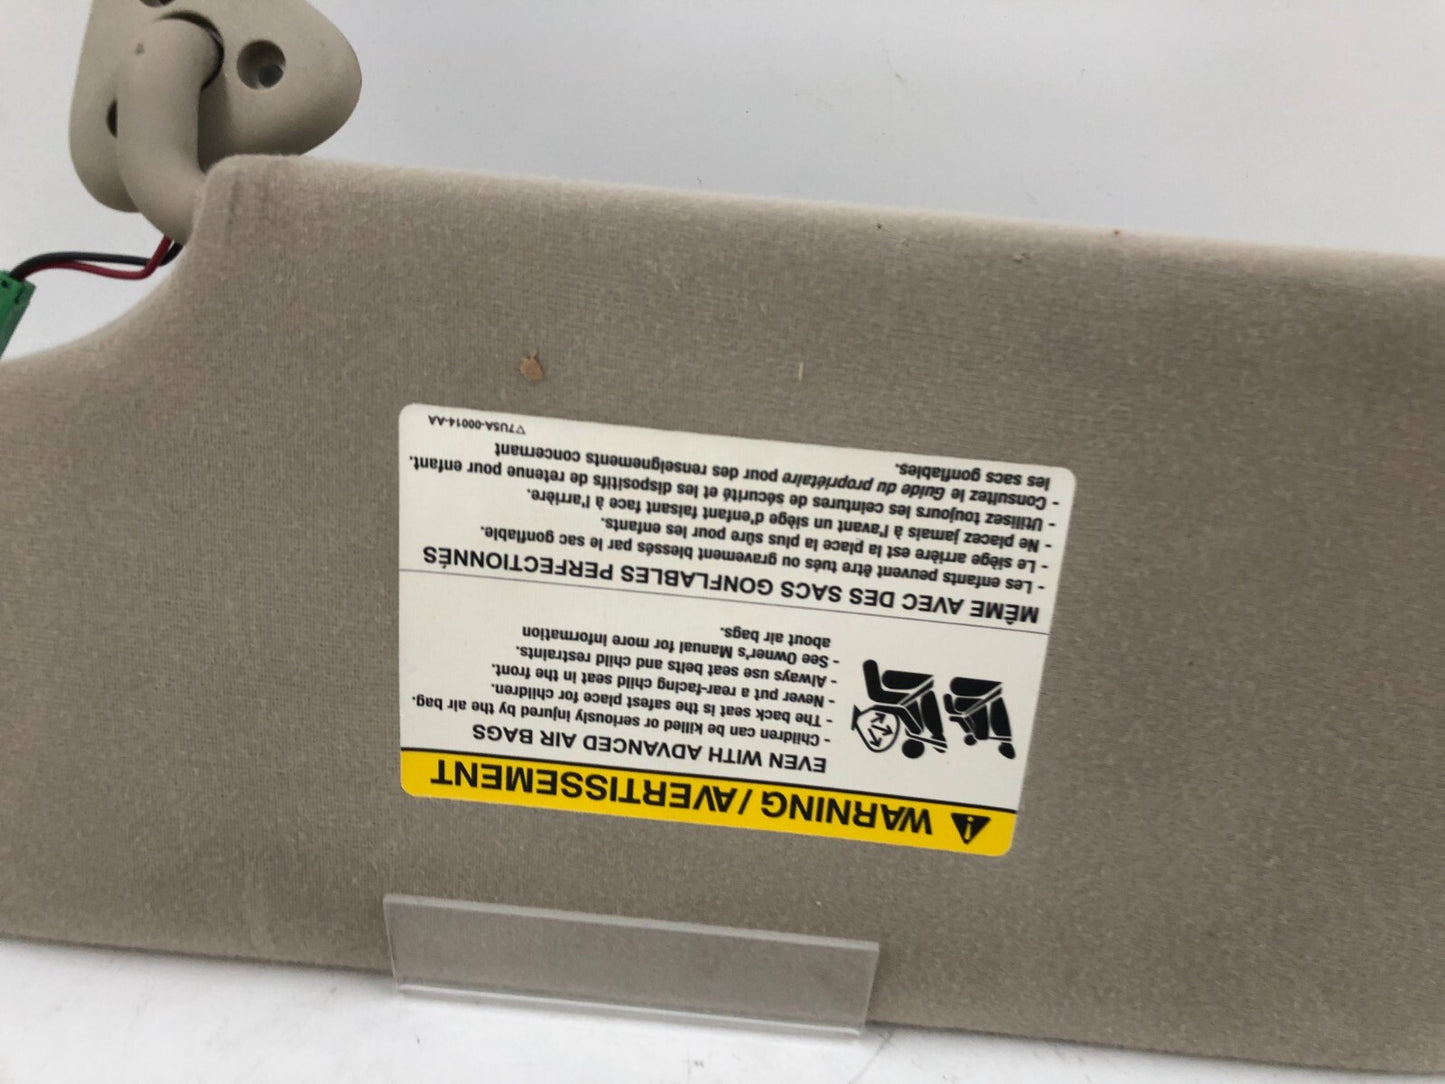 WARNING / AVERTISSEMENT
EVEN WITH ADVANCED AIR BAGS
- Children can be killed or seriously injured by the air bag.
- The back seat is the safest place for children.
- Never put a rear-facing child seat in the front.
- Always use seat belts and child restraints.
- See Owner's Manual for more information
about air bags.
MÊME AVEC DES SACS GONFLABLES PERFECTIONNÉS
- Les enfants peuvent être tués ou gravement blessés par le sac gonflable.
- Le siège arrière est la place la plus sûre pour les enfants.
- Ne placez jamais à l'avant un siège d'enfant faisant face à l'arrière.
- Utilisez toujours les ceintures de sécurité et les dispositifs de retenue pour enfant.
- Consultez le Guide du propriétaire pour des renseignements concernant
les sacs gonflables.
▽7USA-00014-AA